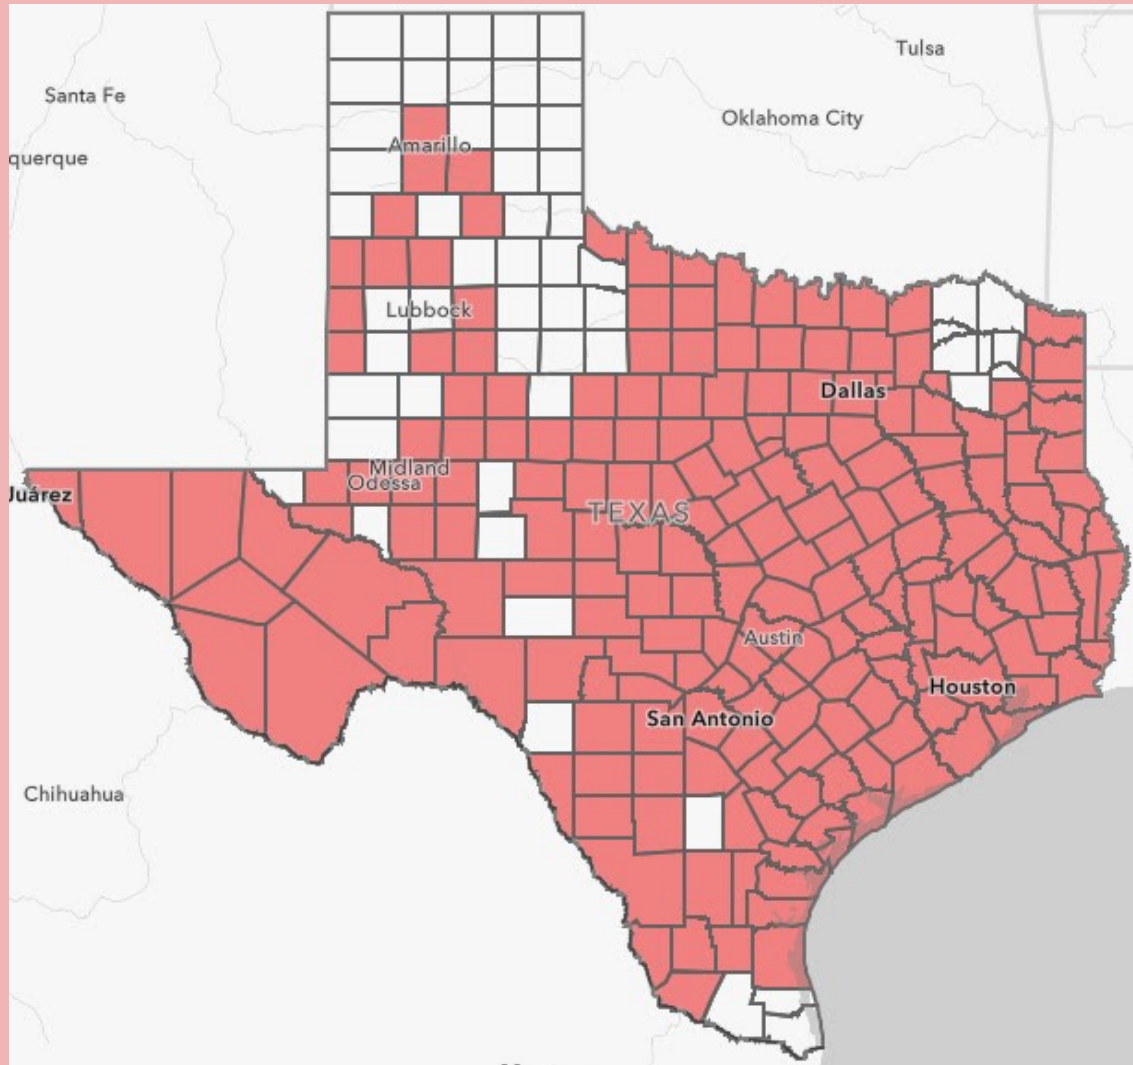 Tulsa
Santa Fe
Oklahoma City
Amarillo
querque
Lubbock
Dallas
Midland
Odessa
Juárez
TEXAS
Austin
Houston
San Antonio
Chihuahua